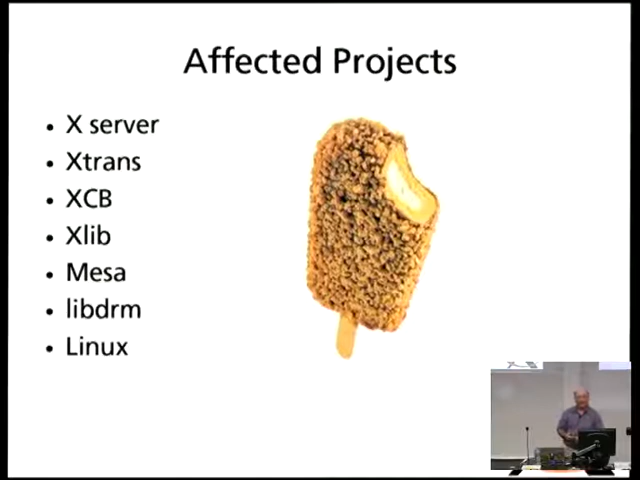 Affected Projects
• X server
• Xtrans
• XCB
• Xlib
• Mesa
• libdrm
• Linux